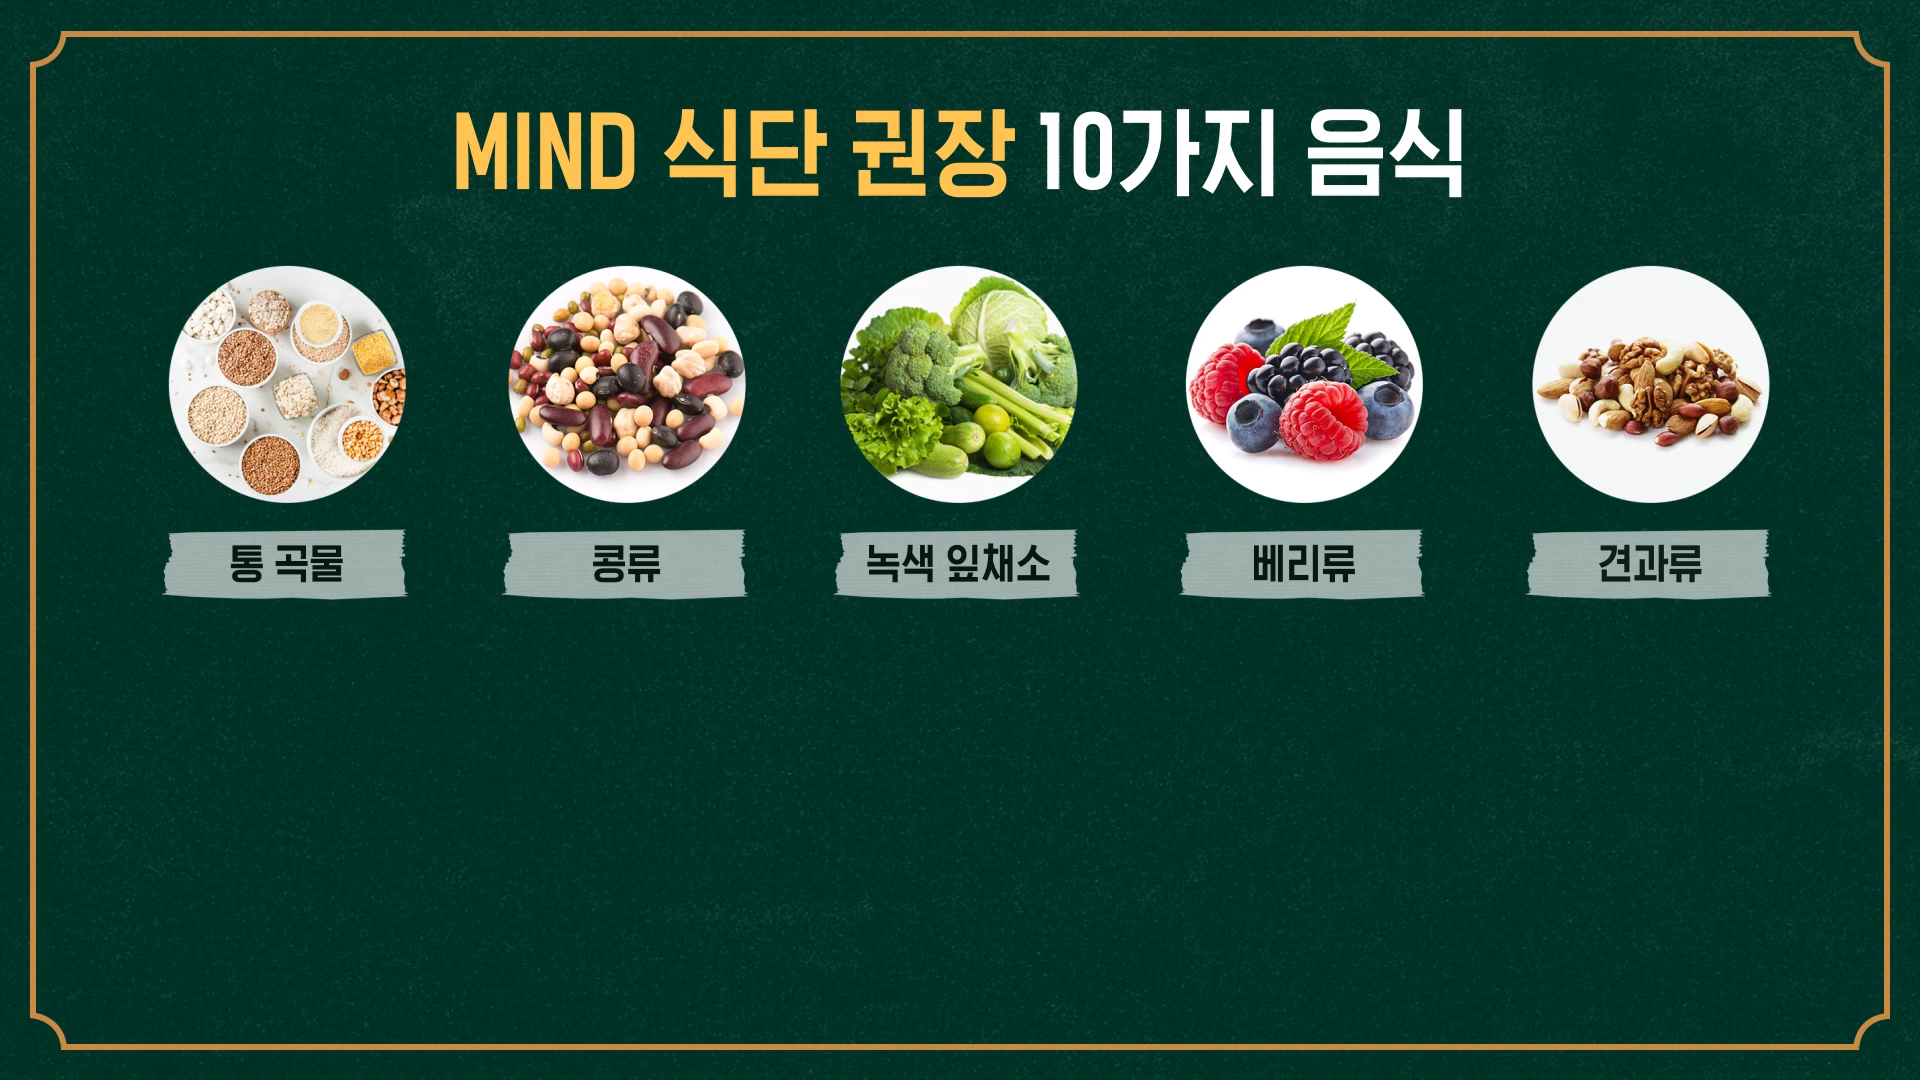 MIND 식단 권장 10가지 음식
통 곡물
콩류
녹색 잎채소
베리류
견과류